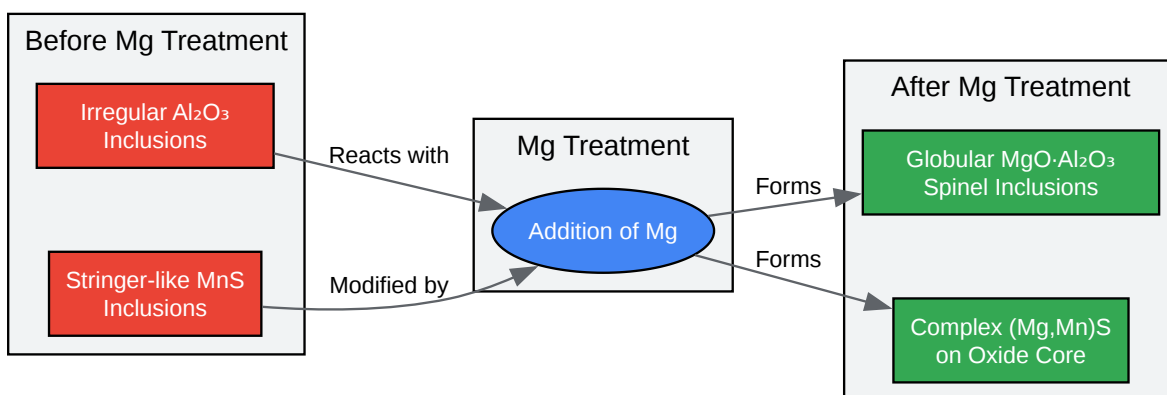 Before Mg Treatment
Irregular Al₂O₃
Inclusions
Stringer-like MnS
Inclusions
Reacts with
Modified by
Mg Treatment
Addition of Mg
Forms
Forms
After Mg Treatment
Globular MgO·Al₂O₃
Spinel Inclusions
Complex (Mg,Mn)S
on Oxide Core